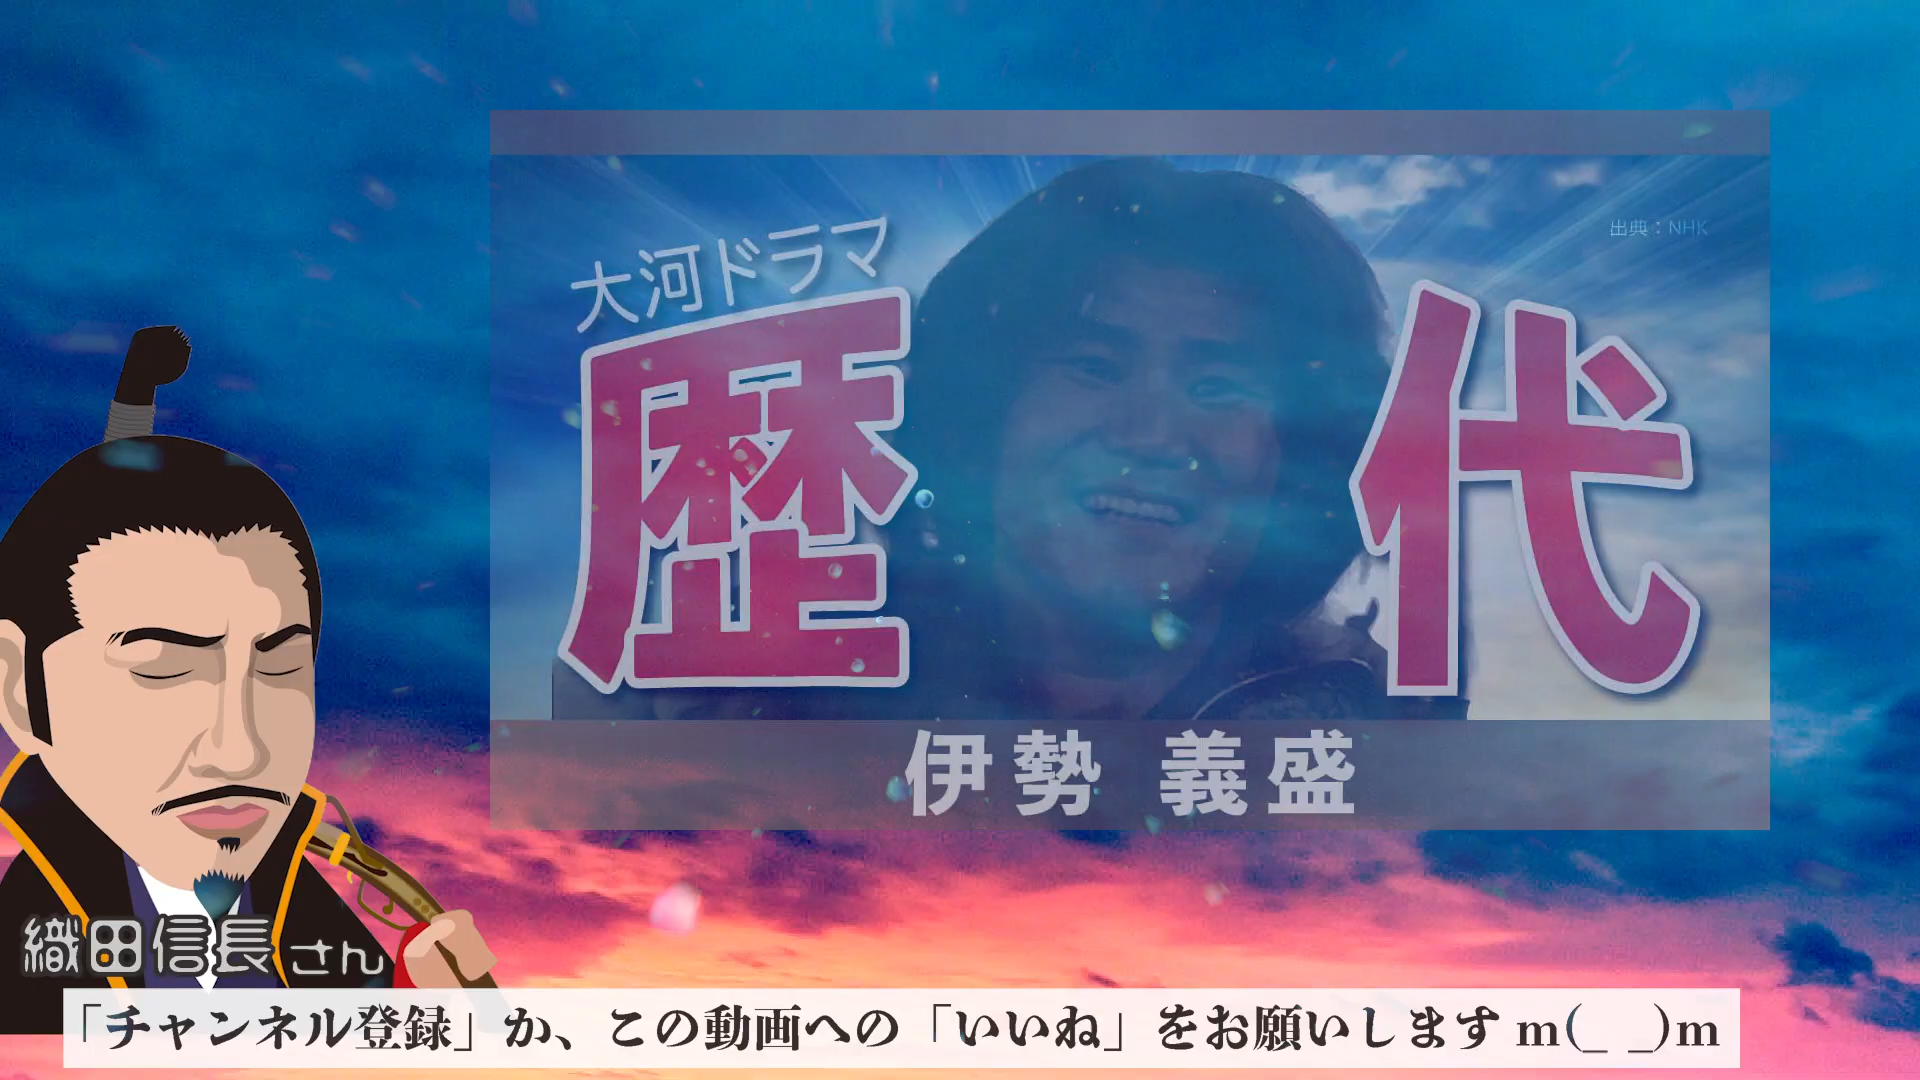 出典：NHK
大河ドラマ
歴代
伊勢 義盛
織田信長さん
「チャンネル登録」か、この動画への「いいね」をお願いします m(_ _)m